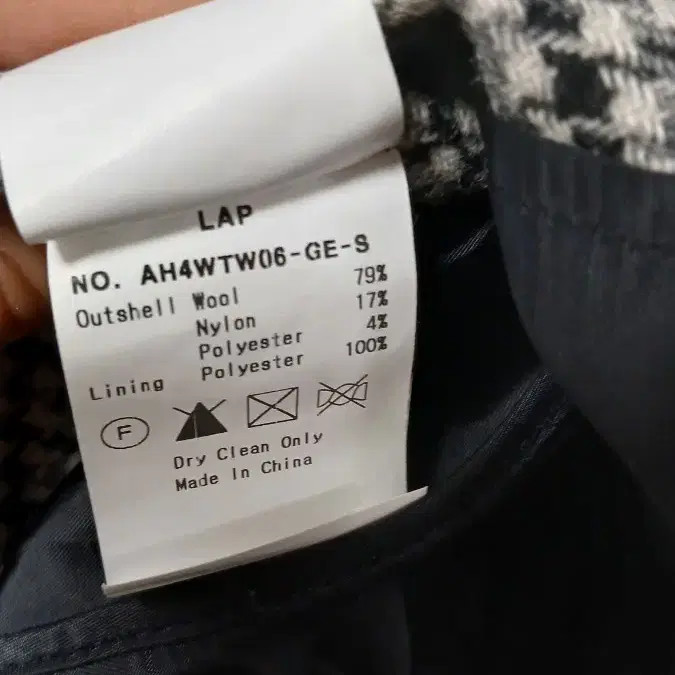 LAP
NO. AH4WTW06-GE-S
Outshell Wool 79%
Nylon 17%
Polyester 4%
Lining Polyester 100%
F
Dry Clean Only
Made In China